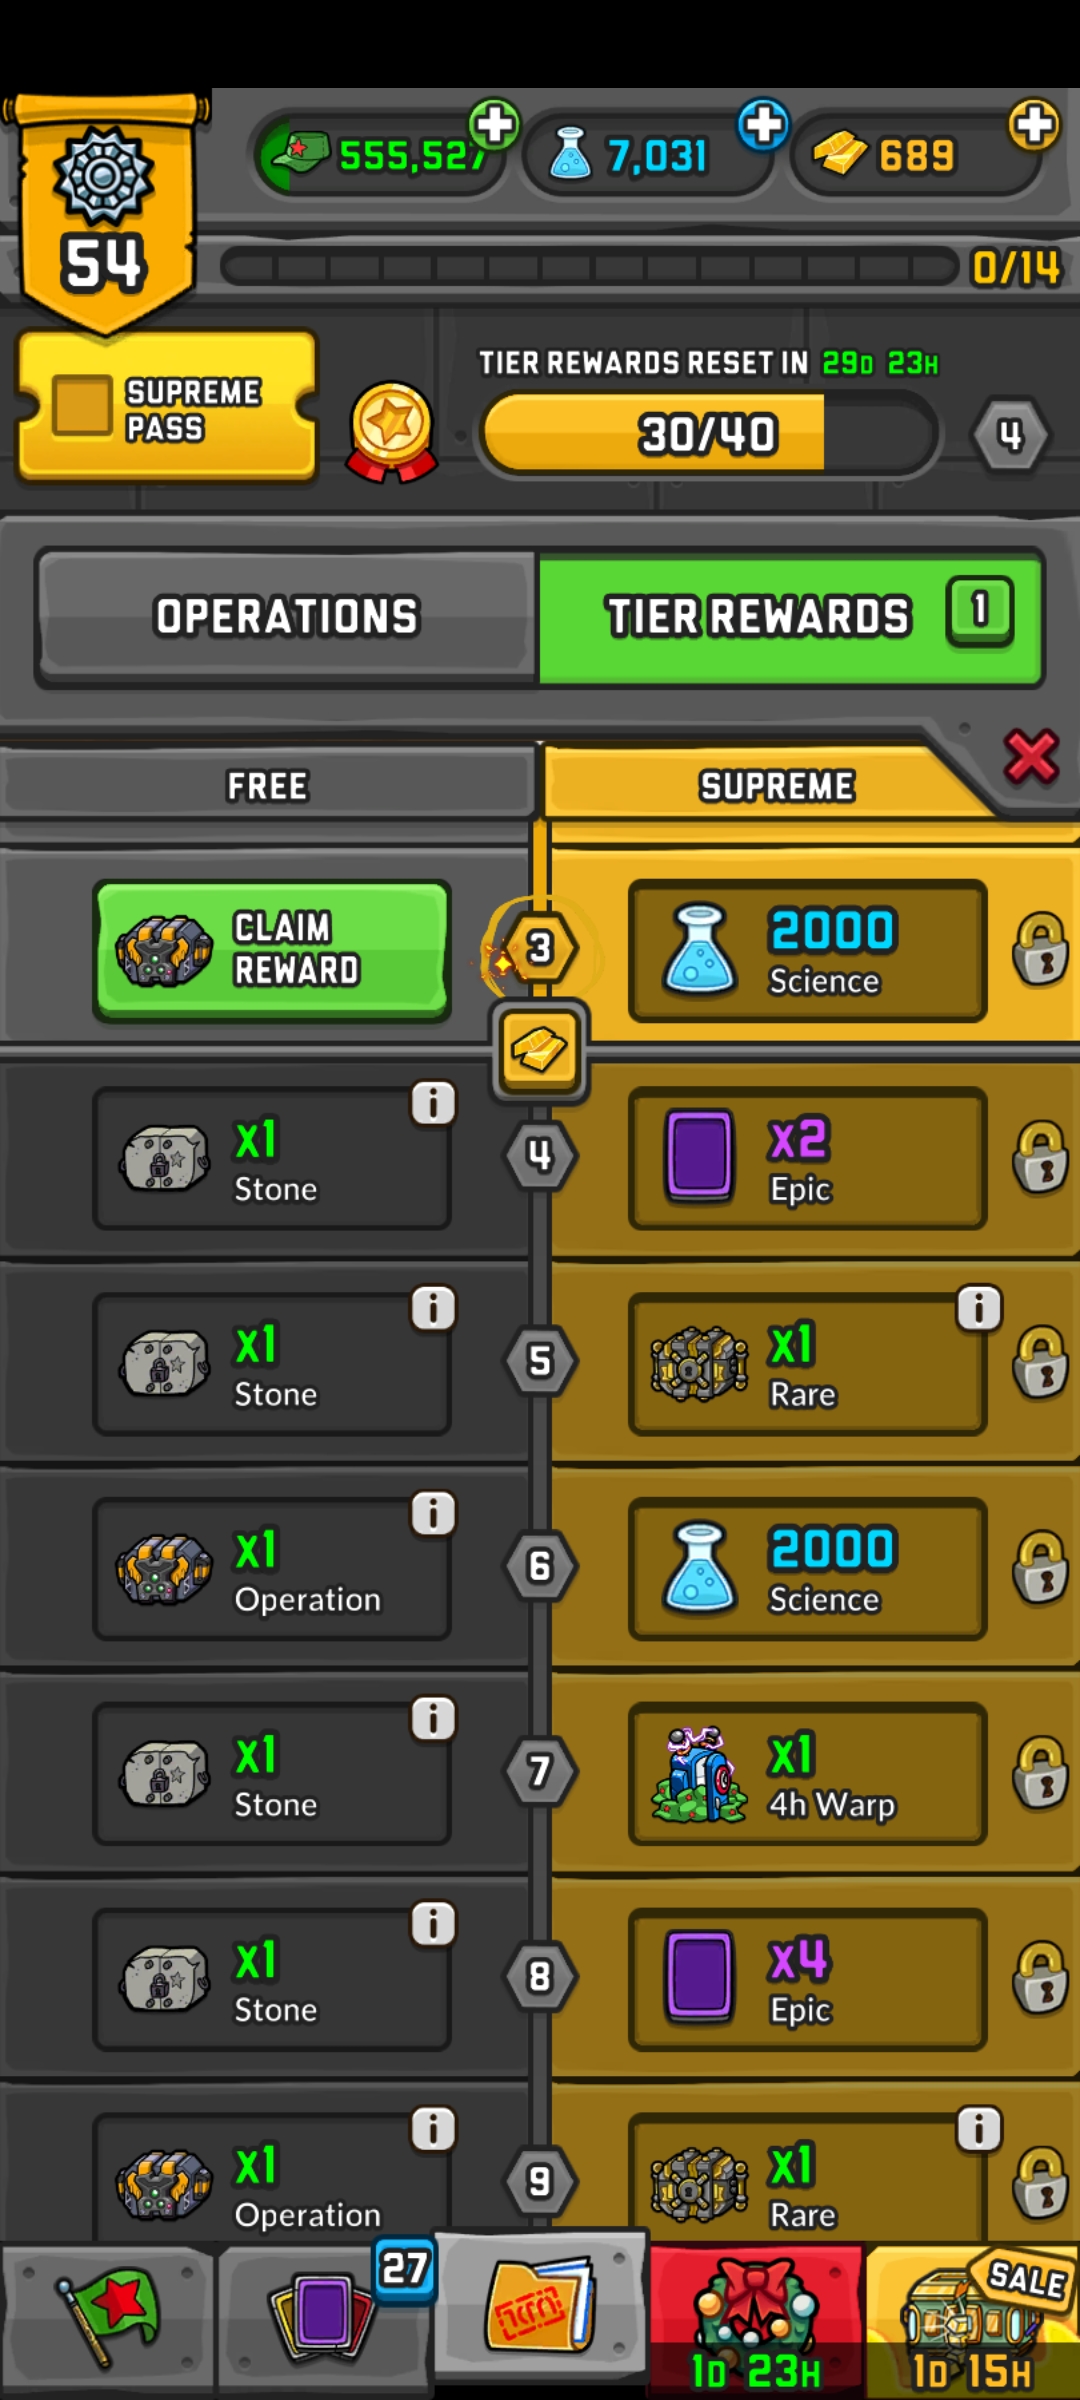 555,527
7,031
689
54
0/14
SUPREME
PASS
TIER REWARDS RESET IN 29D 23H
30/40
4
OPERATIONS
TIER REWARDS
1
FREE
SUPREME
CLAIM
REWARD
3
2000
Science
x1
Stone
4
x2
Epic
x1
Stone
5
x1
Rare
x1
Operation
6
2000
Science
x1
Stone
7
x1
4h Warp
x1
Stone
8
x4
Epic
x1
Operation
9
x1
Rare
27
SALE
1D 23H
1D 15H